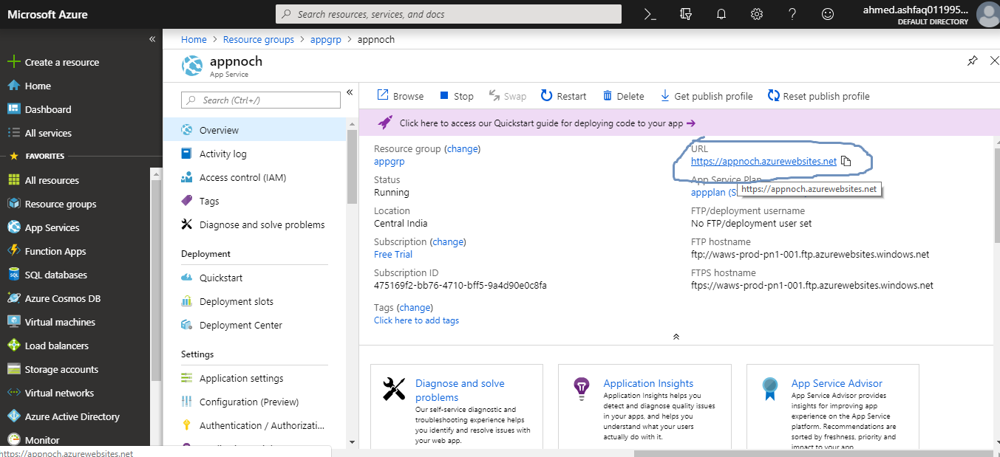 Microsoft Azure
Search resources, services, and docs
ahmed.ashfaq011995...
DEFAULT DIRECTORY
Create a resource
Home
Dashboard
All services
FAVORITES
All resources
Resource groups
App Services
Function Apps
SQL databases
Azure Cosmos DB
Virtual machines
Load balancers
Storage accounts
Virtual networks
Azure Active Directory
Monitor
https://appnoch.azurewebsites.net
Home > Resource groups > appgrp > appnoch
appnoch
App Service
Search (Ctrl+/)
Overview
Activity log
Access control (IAM)
Tags
Diagnose and solve problems
Deployment
Quickstart
Deployment slots
Deployment Center
Settings
Application settings
Configuration (Preview)
Authentication / Authorizati...
Browse Stop Swap Restart Delete Get publish profile Reset publish profile
Click here to access our Quickstart guide for deploying code to your app
Resource group (change)
appgrp
Status
Running
Location
Central India
Subscription (change)
Free Trial
Subscription ID
475169f2-bb76-4710-bff5-9a4d90e0c8fa
Tags (change)
Click here to add tags
URL
https://appnoch.azurewebsites.net
App Service Plan
appplan (S
https://appnoch.azurewebsites.net
FTP/deployment username
No FTP/deployment user set
FTP hostname
ftp://waws-prod-pn1-001.ftp.azurewebsites.windows.net
FTPS hostname
ftps://waws-prod-pn1-001.ftp.azurewebsites.windows.net
Diagnose and solve
problems
Our self-service diagnostic and
troubleshooting experience helps
you identify and resolve issues with
your web app.
Application Insights
Application Insights helps you
detect and diagnose quality issues
in your apps, and helps you
understand what your users
actually do with it.
App Service Advisor
App Service Advisor provides
insights for improving app
experience on the App Service
platform. Recommendations are
sorted by freshness, priority and
impact to your app.